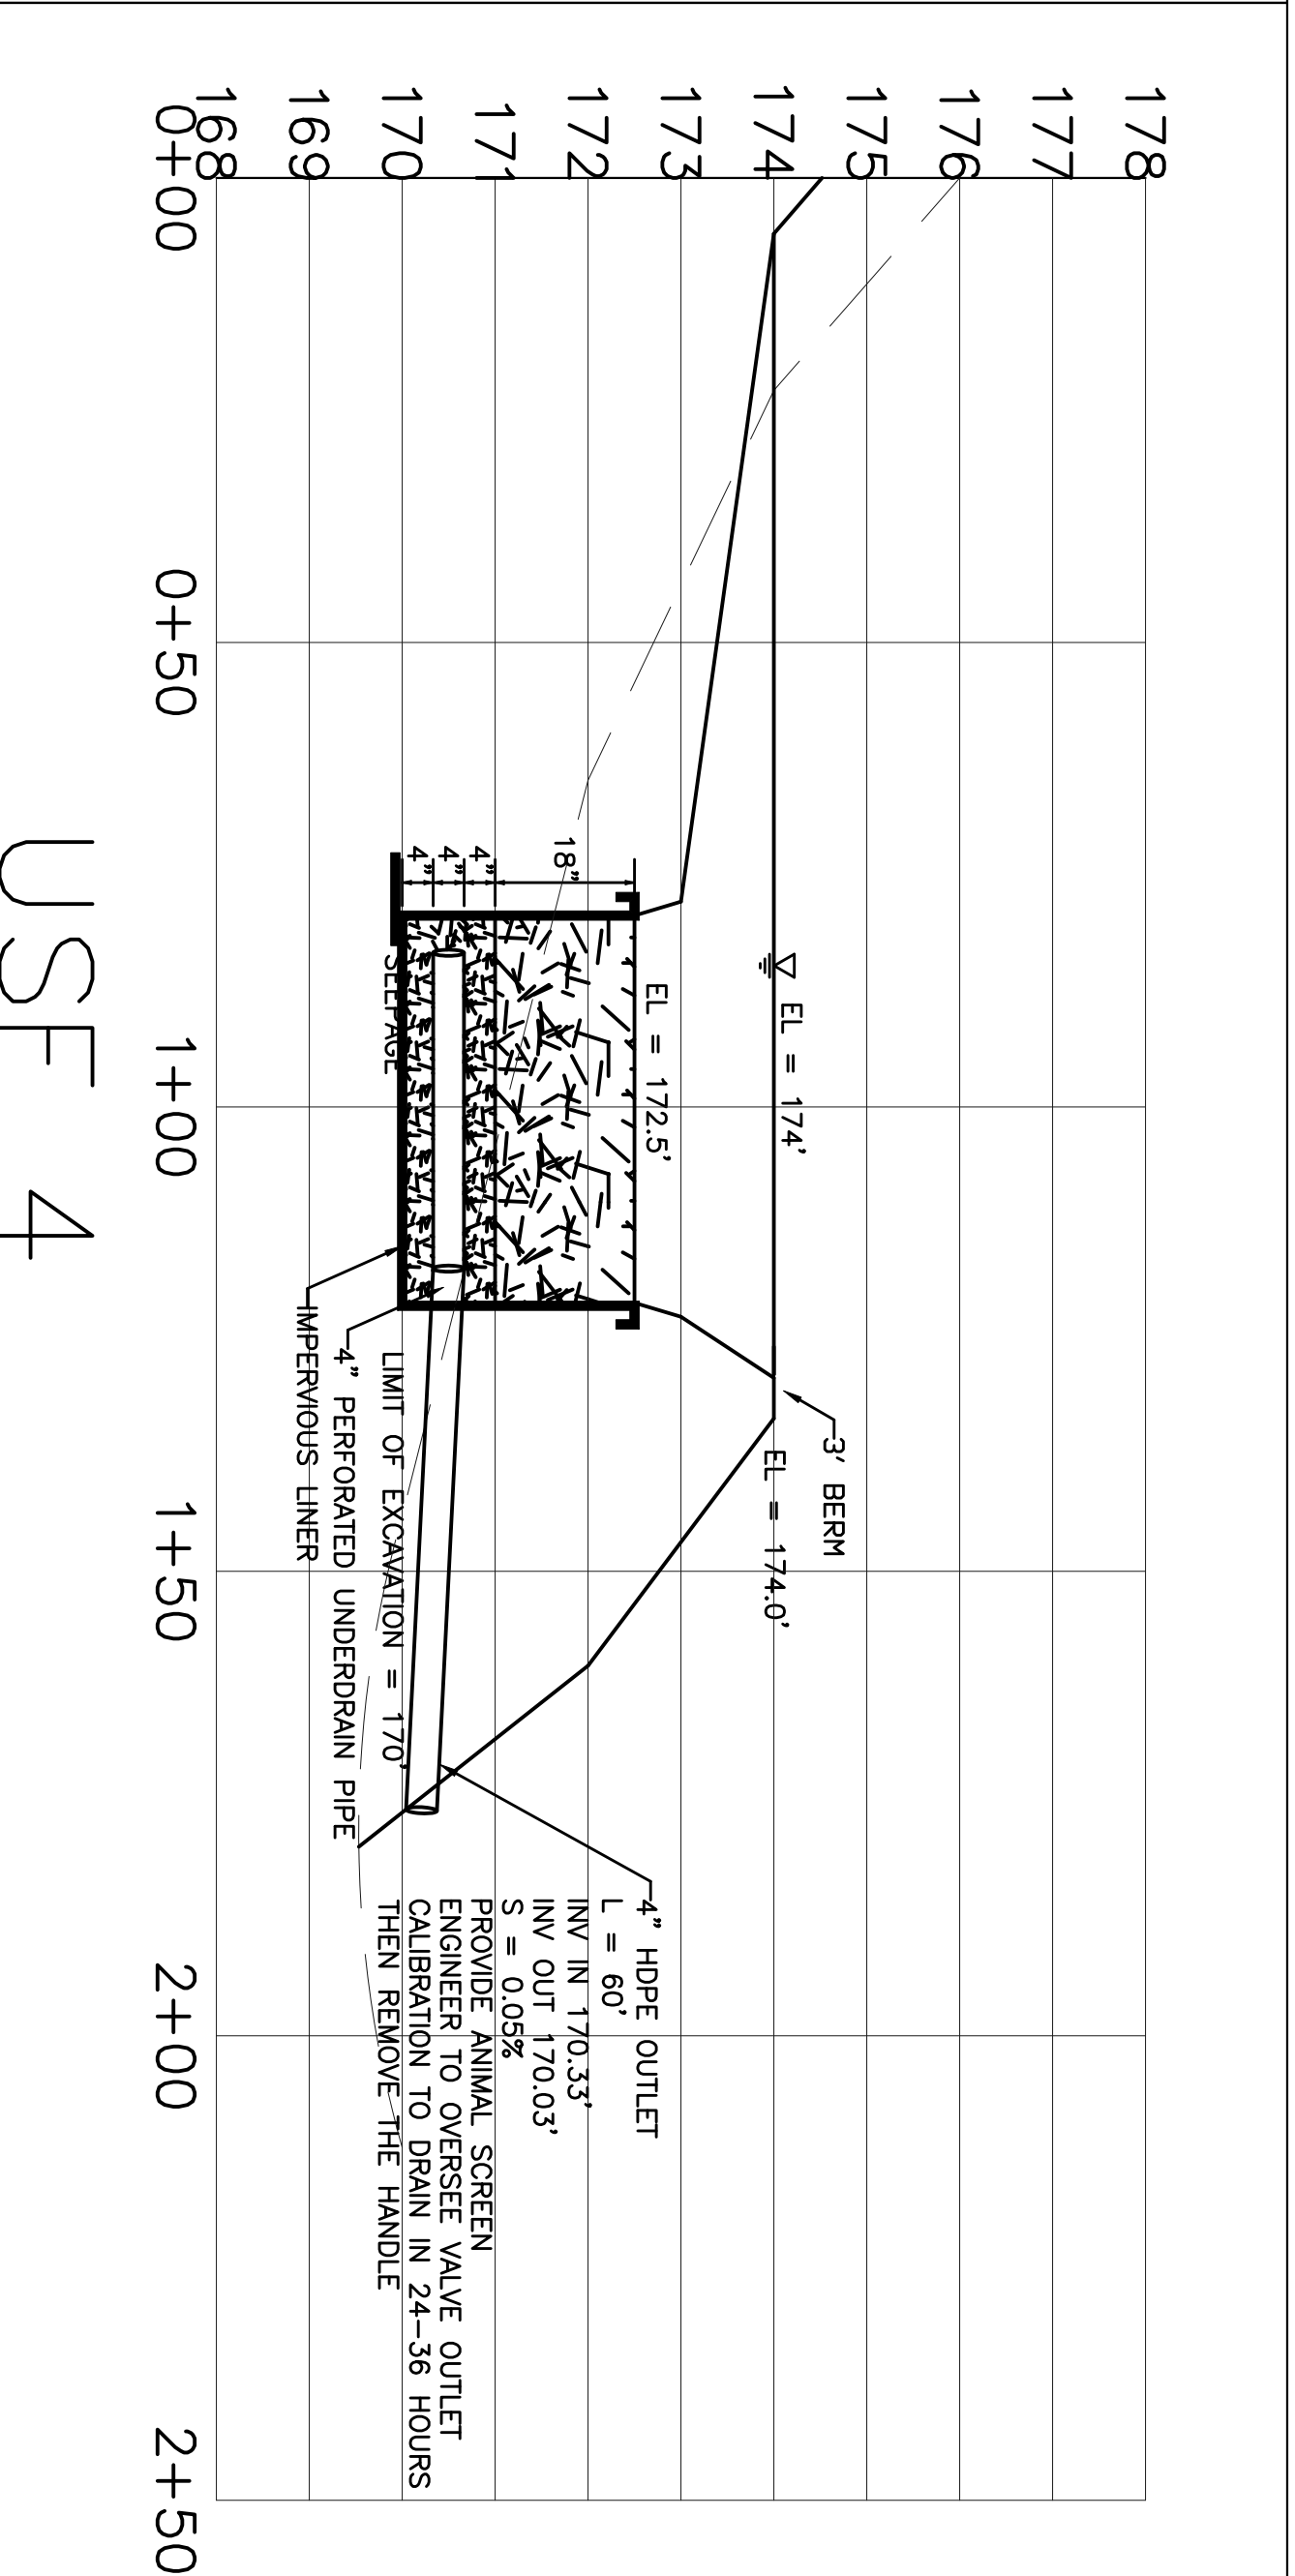 178
177
176
175
174
173
172
171
170
169
168
0+00
0+50
1+00
1+50
2+00
2+50
3' BERM
EL = 174'
EL = 174.0'
EL = 172.5'
18"
4"
4"
4"
SEEPAGE
LIMIT OF EXCAVATION = 170'
4" PERFORATED UNDERDRAIN PIPE
IMPERVIOUS LINER
4" HDPE OUTLET
L = 60'
INV IN 170.33'
INV OUT 170.03'
S = 0.05%
PROVIDE ANIMAL SCREEN
ENGINEER TO OVERSEE VALVE OUTLET
CALIBRATION TO DRAIN IN 24-36 HOURS
THEN REMOVE THE HANDLE
USF 4